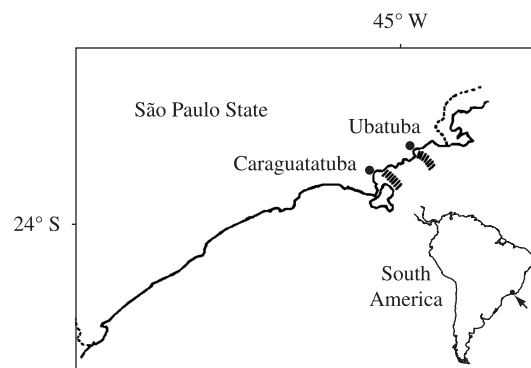 45° W
São Paulo State
Ubatuba
Caraguatatuba
24° S
South
America